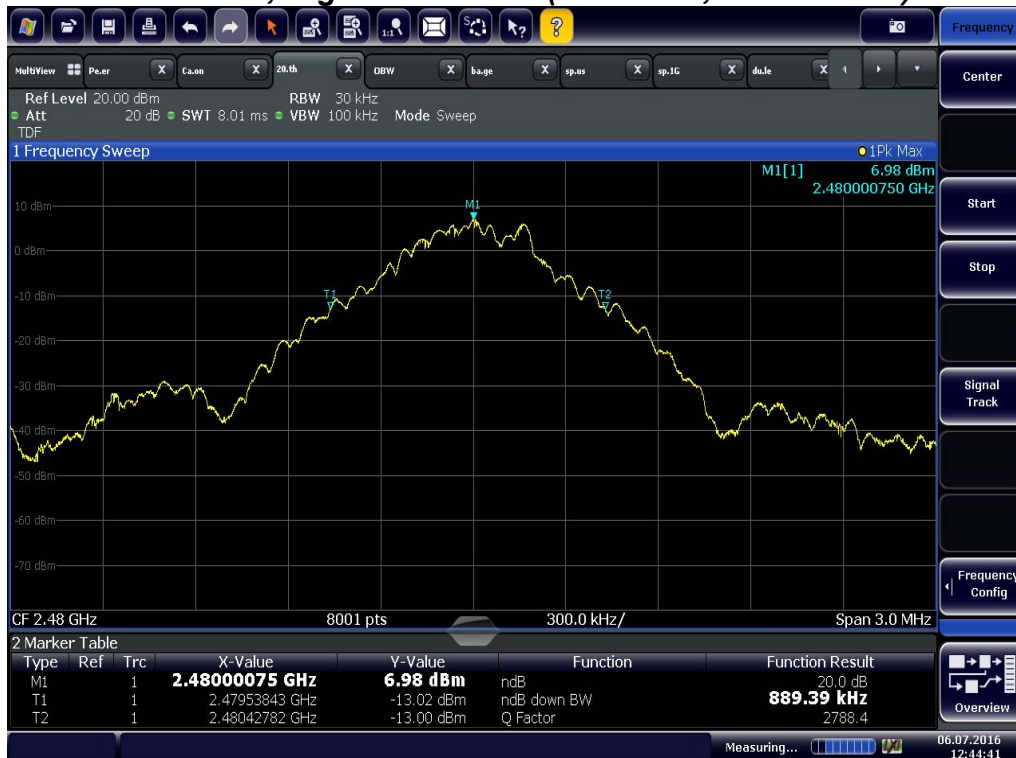 Frequency
MultiView Pe.er X Ca.on X 20.th X OBW X ba.ge X sp.us X sp.1G X du.le X
Ref Level 20.00 dBm RBW 30 kHz
Att 20 dB SWT 8.01 ms VBW 100 kHz Mode Sweep
TDF
1 Frequency Sweep 1Pk Max
M1[1] 6.98 dBm
2.480000750 GHz
M1
10 dBm
0 dBm
T1
T2
-10 dBm
-20 dBm
-30 dBm
-40 dBm
-50 dBm
-60 dBm
-70 dBm
CF 2.48 GHz 8001 pts 300.0 kHz/ Span 3.0 MHz
2 Marker Table
Type Ref Trc X-Value Y-Value Function Function Result
M1 1 2.48000075 GHz 6.98 dBm ndB 20.0 dB
T1 1 2.47953843 GHz -13.02 dBm ndB down BW 889.39 kHz
T2 1 2.48042782 GHz -13.00 dBm Q Factor 2788.4
Measuring... 06.07.2016
12:44:41
Center
Start
Stop
Signal
Track
Frequency
Config
Overview
1:1